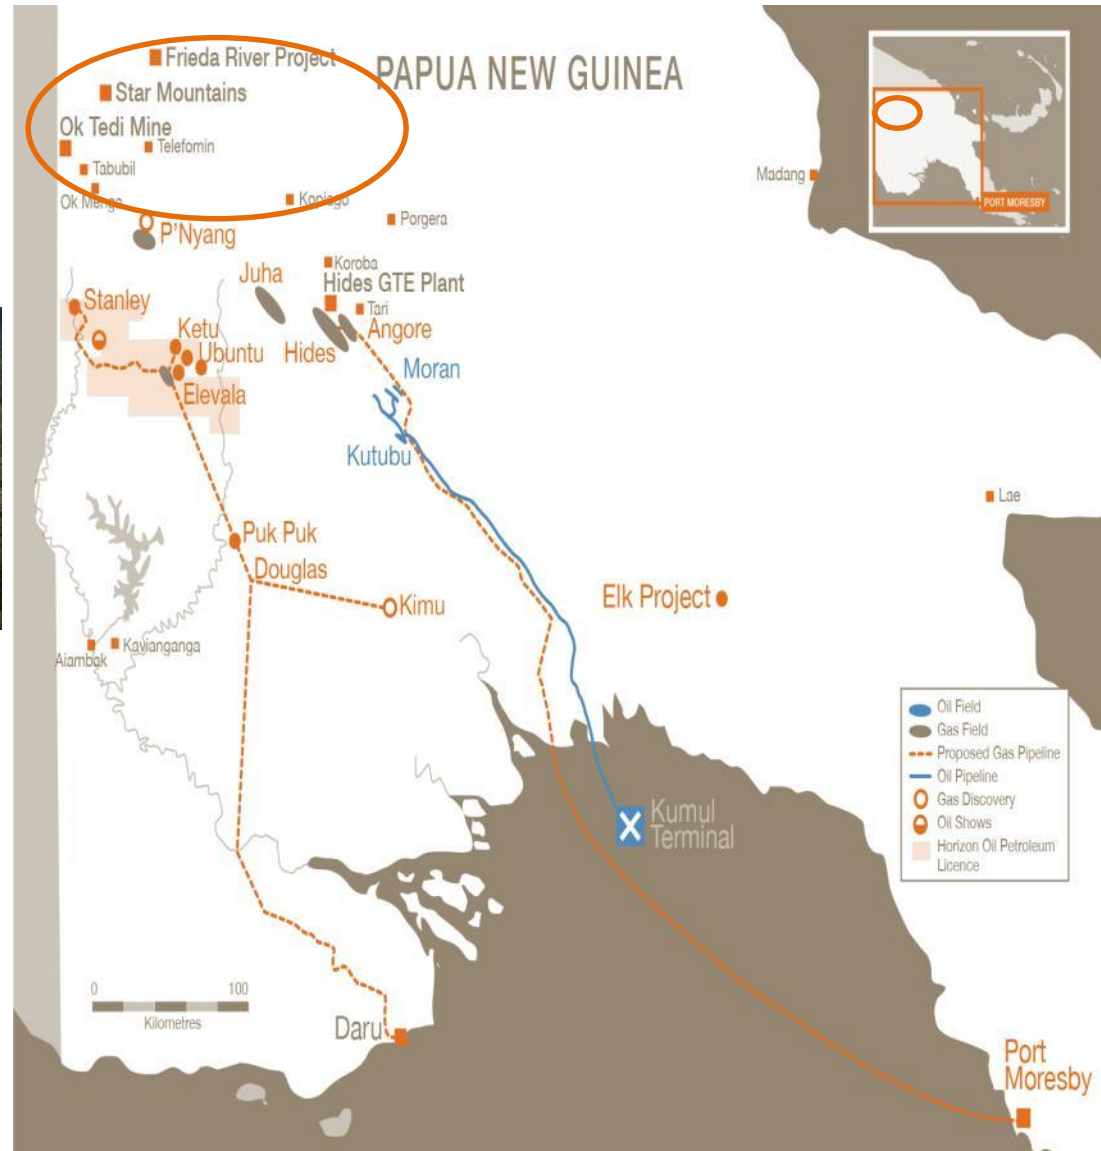 Frieda River Project
PAPUA NEW GUINEA
Star Mountains
Ok Tedi Mine
Telefomin
Tabubil
Ok Menga
Kopiago
Porgera
Madang
PORT MORESBY
P'Nyang
Koroba
Juha
Hides GTE Plant
Stanley
Tari
Ketu
Angore
Ubuntu
Hides
Moran
Elevala
Kutubu
Lae
Puk Puk
Douglas
Kimu
Elk Project
Aiambak
Kavianganga
Oil Field
Gas Field
Proposed Gas Pipeline
Oil Pipeline
Gas Discovery
Oil Shows
Horizon Oil Petroleum
Licence
Kumul
Terminal
0 100
Kilometres
Daru
Port
Moresby